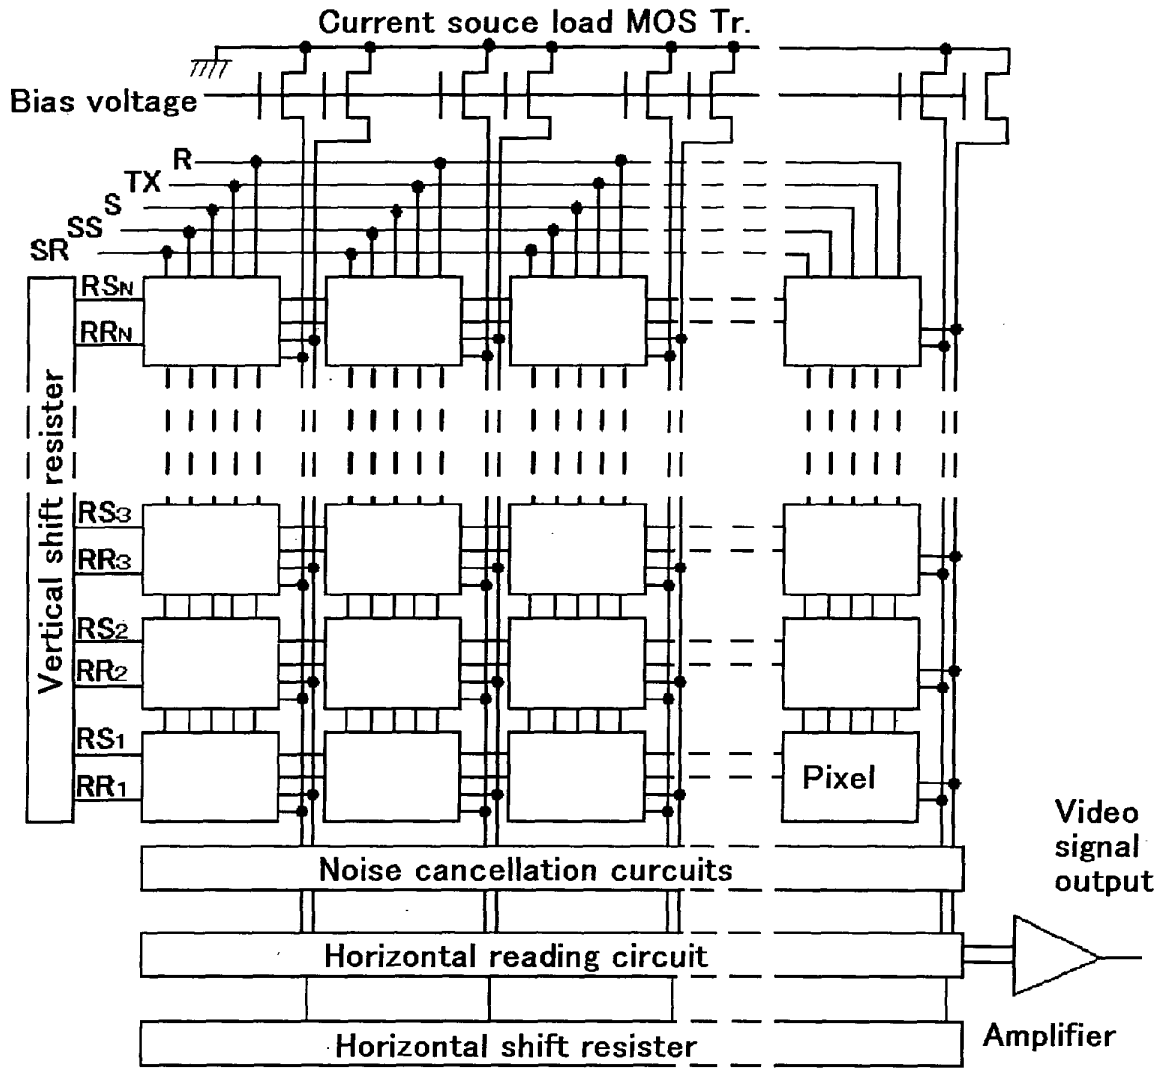 Current souce load MOS Tr.
Bias voltage
R
TX
S
SS
SR
RSN
RRN
Vertical shift resister
RS3
RR3
RS2
RR2
RS1
RR1
Pixel
Video
signal
output
Noise cancellation curcuits
Horizontal reading circuit
Amplifier
Horizontal shift resister